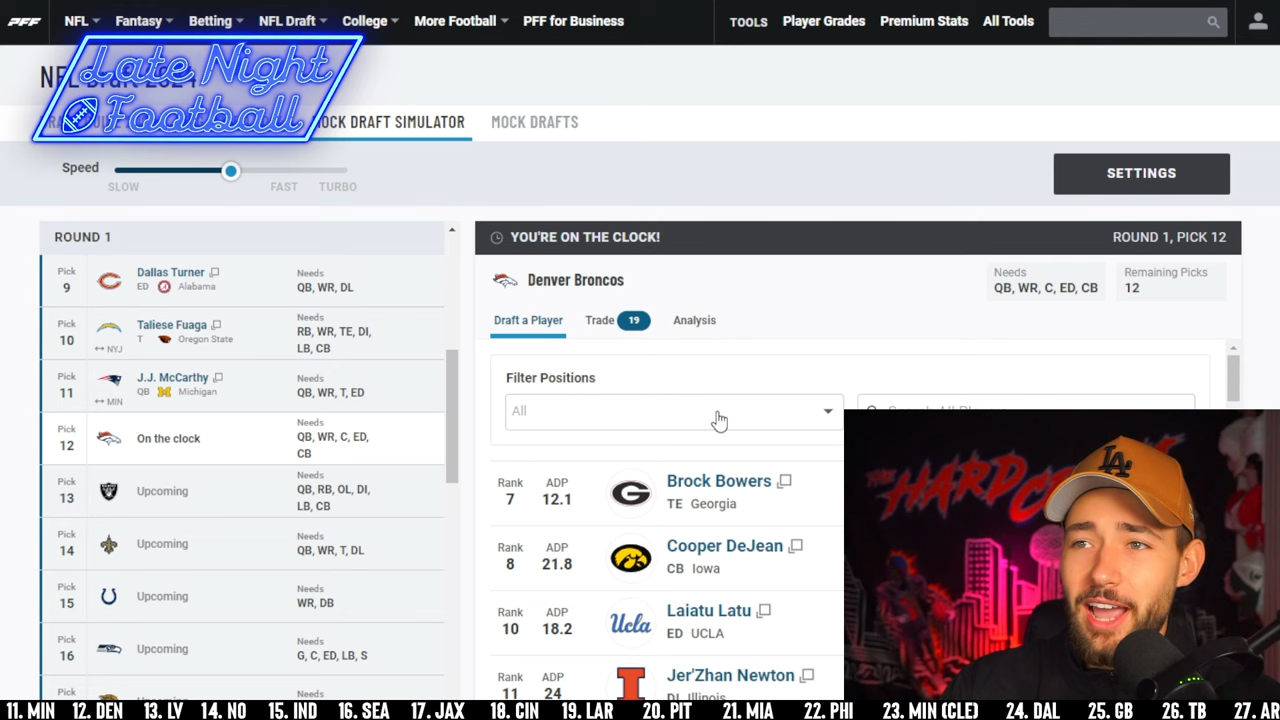 PFF NFL Fantasy Betting NFL Draft College More Football PFF for Business TOOLS Player Grades Premium Stats All Tools
Late Night
Football
MOCK DRAFT SIMULATOR MOCK DRAFTS
Speed
SLOW FAST TURBO
SETTINGS
ROUND 1
Pick 9 Dallas Turner Needs
ED Alabama QB, WR, DL
Pick 10 Taliese Fuaga Needs
T Oregon State RB, WR, TE, DI,
↔ NYJ LB, CB
Pick 11 J.J. McCarthy Needs
QB Michigan QB, WR, T, ED
↔ MIN
Pick 12 On the clock Needs
QB, WR, C, ED,
CB
Pick 13 Upcoming Needs
QB, RB, OL, DI,
LB, CB
Pick 14 Upcoming Needs
QB, WR, T, DL
Pick 15 Upcoming Needs
WR, DB
Pick 16 Upcoming Needs
G, C, ED, LB, S
Pick
YOU'RE ON THE CLOCK! ROUND 1, PICK 12
Denver Broncos
Needs
QB, WR, C, ED, CB
Remaining Picks
12
Draft a Player Trade 19 Analysis
Filter Positions
All
Rank 7 ADP 12.1 Brock Bowers
TE Georgia
Rank 8 ADP 21.8 Cooper DeJean
CB Iowa
Rank 10 ADP 18.2 Ucla Laiatu Latu
ED UCLA
Rank 11 ADP 24 Jer'Zhan Newton
DI Illinois
THE HARDCO
LA
11. MIN 12. DEN 13. LV 14. NO 15. IND 16. SEA 17. JAX 18. CIN 19. LAR 20. PIT 21. MIA 22. PHI 23. MIN (CLE) 24. DAL 25. GB 26. TB 27. AR